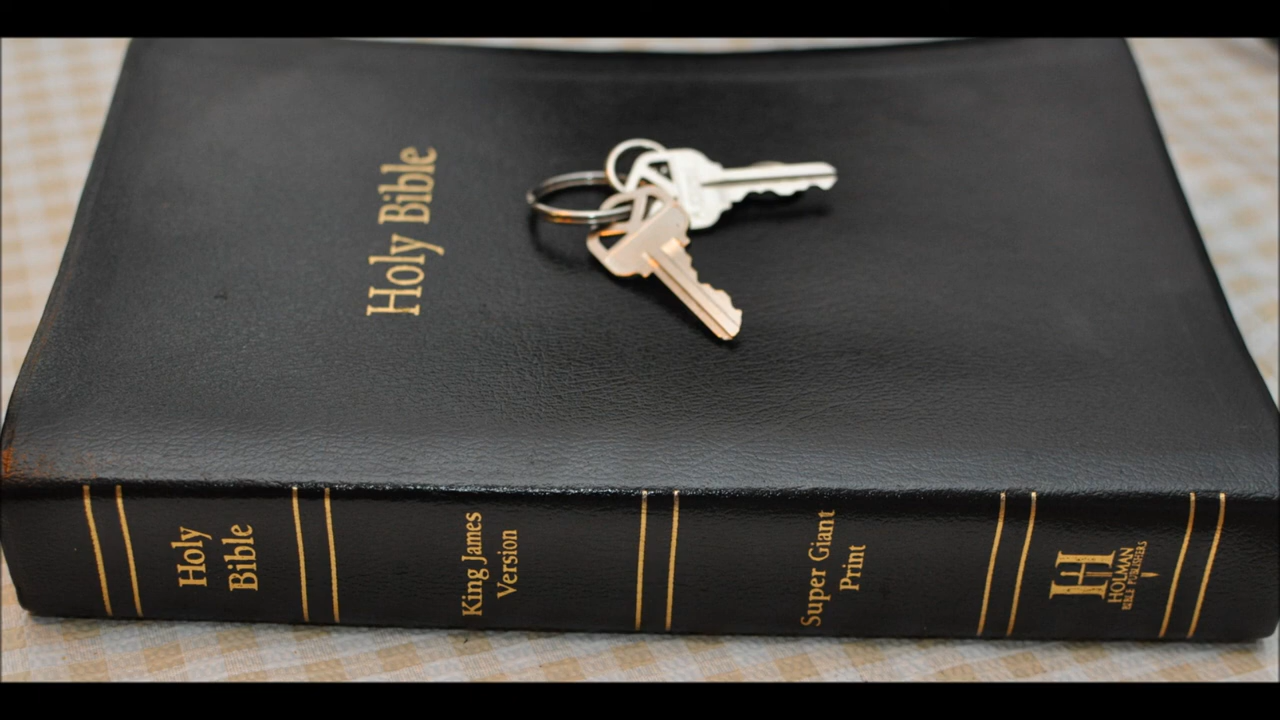 Holy Bible
Holy
Bible
King James
Version
Super Giant
Print
HOLMAN
BIBLE PUBLISHERS